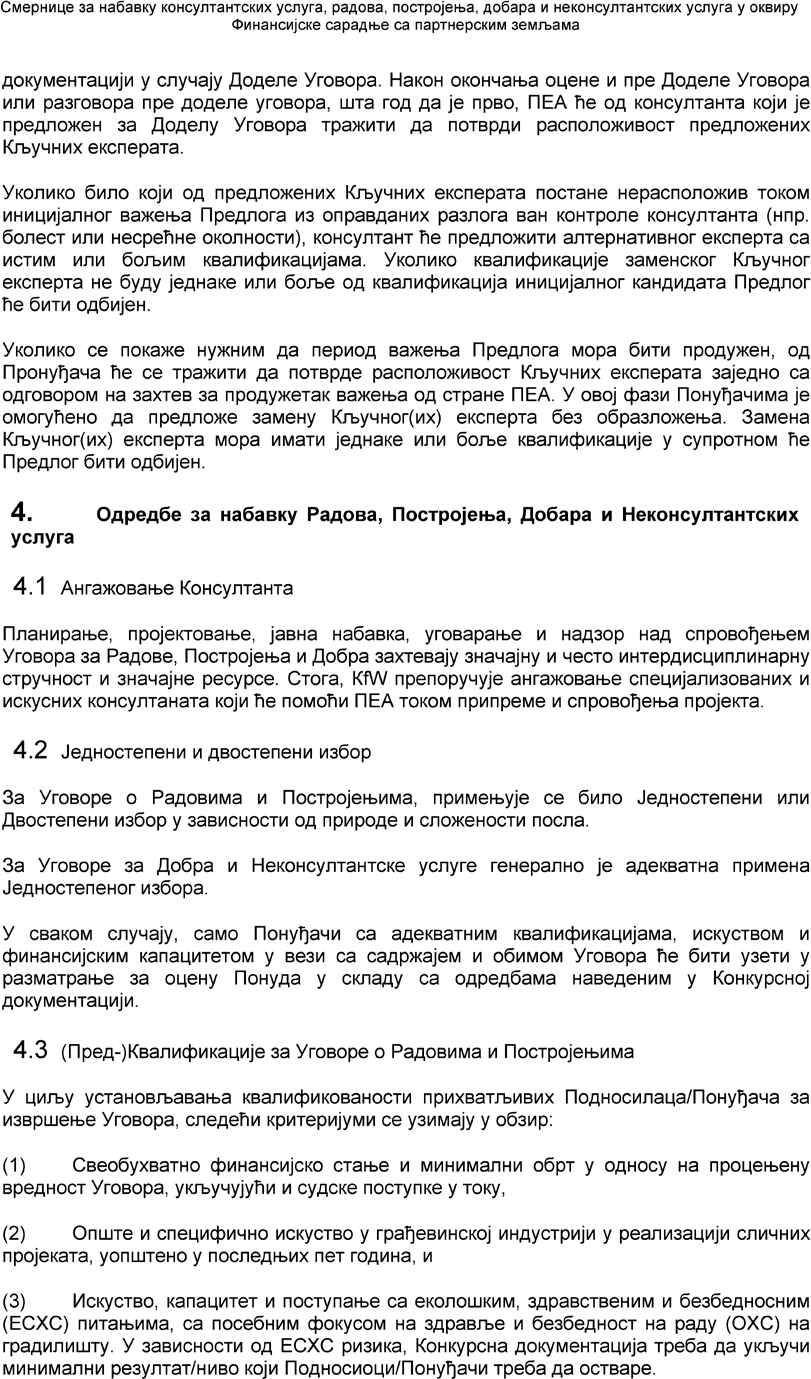 Смернице за набавку консултантских услуга, радова, постројења, добара и неконсултантских услуга у оквиру
Финансијске сарадње са партнерским земљама
документацији у случају Доделе Уговора. Након окончања оцене и пре Доделе Уговора
или разговора пре доделе уговора, шта год да је прво, ПЕА ће од консултанта који је
предложен за Доделу Уговора тражити да потврди расположивост предложених
Кључних експерата.
Уколико било који од предложених Кључних експерата постане нерасположив током
иницијалног важења Предлога из оправданих разлога ван контроле консултанта (нпр.
болест или несрећне околности), консултант ће предложити алтернативног експерта са
истим или бољим квалификацијама. Уколико квалификације заменског Кључног
експерта не буду једнаке или боље од квалификација иницијалног кандидата Предлог
ће бити одбијен.
Уколико се покаже нужним да период важења Предлога мора бити продужен, од
Пронуђача ће се тражити да потврде расположивост Кључних експерата заједно са
одговором на захтев за продужетак важења од стране ПЕА. У овој фази Понуђачима је
омогућено да предложе замену Кључног(их) експерта без образложења. Замена
Кључног(их) експерта мора имати једнаке или боље квалификације у супротном ће
Предлог бити одбијен.
4. Одредбе за набавку Радова, Постројења, Добара и Неконсултантских
услуга
4.1 Ангажовање Консултанта
Планирање, пројектовање, јавна набавка, уговарање и надзор над спровођењем
Уговора за Радове, Постројења и Добра захтевају значајну и често интердисциплинарну
стручност и значајне ресурсе. Стога, KfW препоручује ангажовање специјализованих и
искусних консултаната који ће помоћи ПЕА током припреме и спровођења пројекта.
4.2 Једностепени и двостепени избор
За Уговоре о Радовима и Постројењима, примењује се било Једностепени или
Двостепени избор у зависности од природе и сложености посла.
За Уговоре за Добра и Неконсултантске услуге генерално је адекватна примена
Једностепеног избора.
У сваком случају, само Понуђачи са адекватним квалификацијама, искуством и
финансијским капацитетом у вези са садржајем и обимом Уговора ће бити узети у
разматрање за оцену Понуда у складу са одредбама наведеним у Конкурсној
документацији.
4.3 (Пред-)Квалификације за Уговоре о Радовима и Постројењима
У циљу установљавања квалификованости прихватљивих Подносилаца/Понуђача за
извршење Уговора, следећи критеријуми се узимају у обзир:
(1) Свеобухватно финансијско стање и минимални обрт у односу на процењену
вредност Уговора, укључујући и судске поступке у току,
(2) Опште и специфично искуство у грађевинској индустрији у реализацији сличних
пројеката, уопштено у последњих пет година, и
(3) Искуство, капацитет и поступање са еколошким, здравственим и безбедносним
(ЕСХС) питањима, са посебним фокусом на здравље и безбедност на раду (ОХС) на
градилишту. У зависности од ЕСХС ризика, Конкурсна документација треба да укључи
минимални резултат/ниво који Подносиоци/Понуђачи треба да остваре.